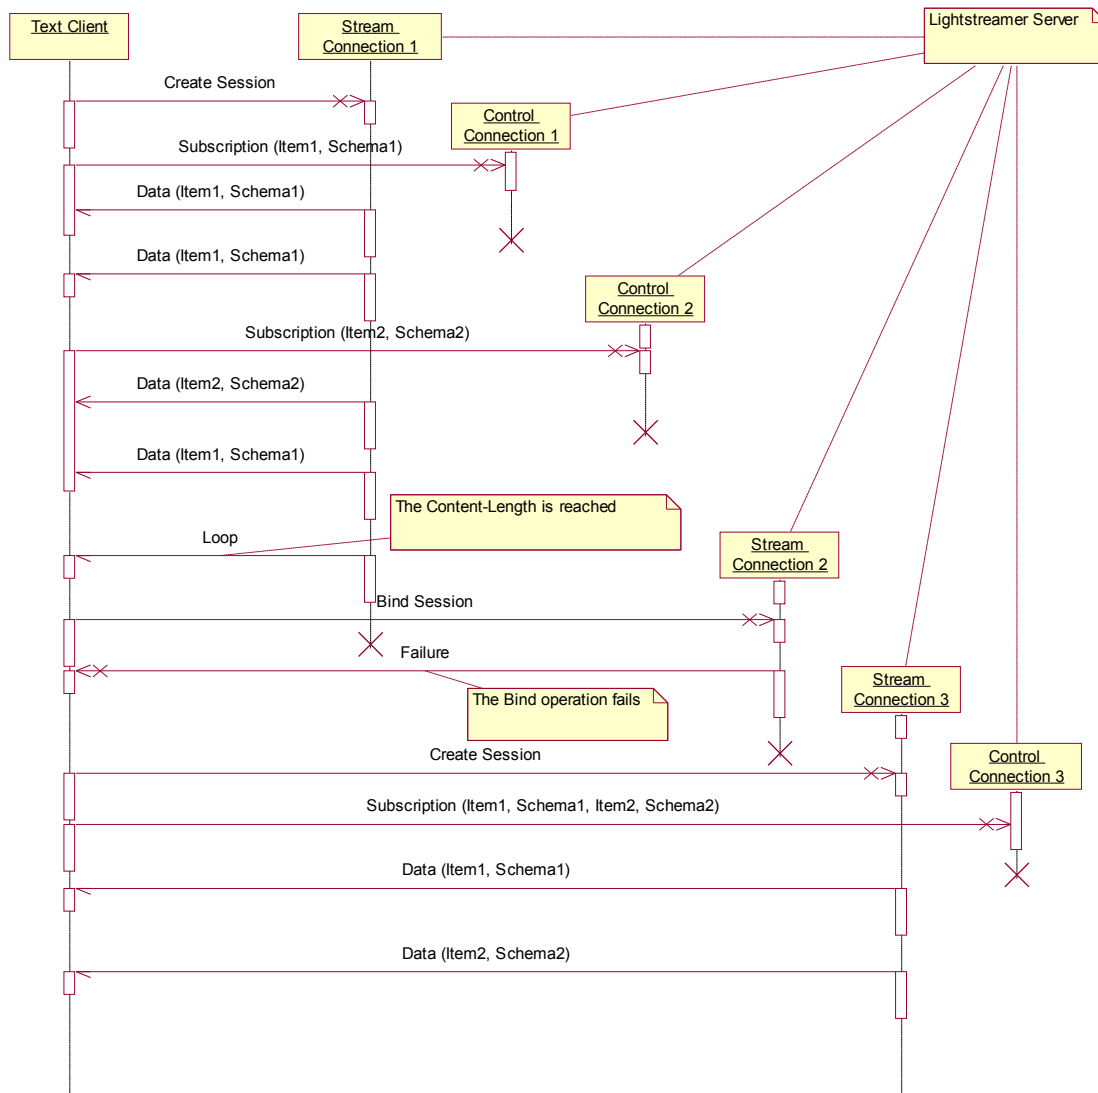 Text Client
Stream
Connection 1
Lightstreamer Server
Create Session
Control
Connection 1
Subscription (Item1, Schema1)
Data (Item1, Schema1)
Data (Item1, Schema1)
Control
Connection 2
Subscription (Item2, Schema2)
Data (Item2, Schema2)
Data (Item1, Schema1)
The Content-Length is reached
Loop
Stream
Connection 2
Bind Session
Failure
The Bind operation fails
Stream
Connection 3
Create Session
Control
Connection 3
Subscription (Item1, Schema1, Item2, Schema2)
Data (Item1, Schema1)
Data (Item2, Schema2)